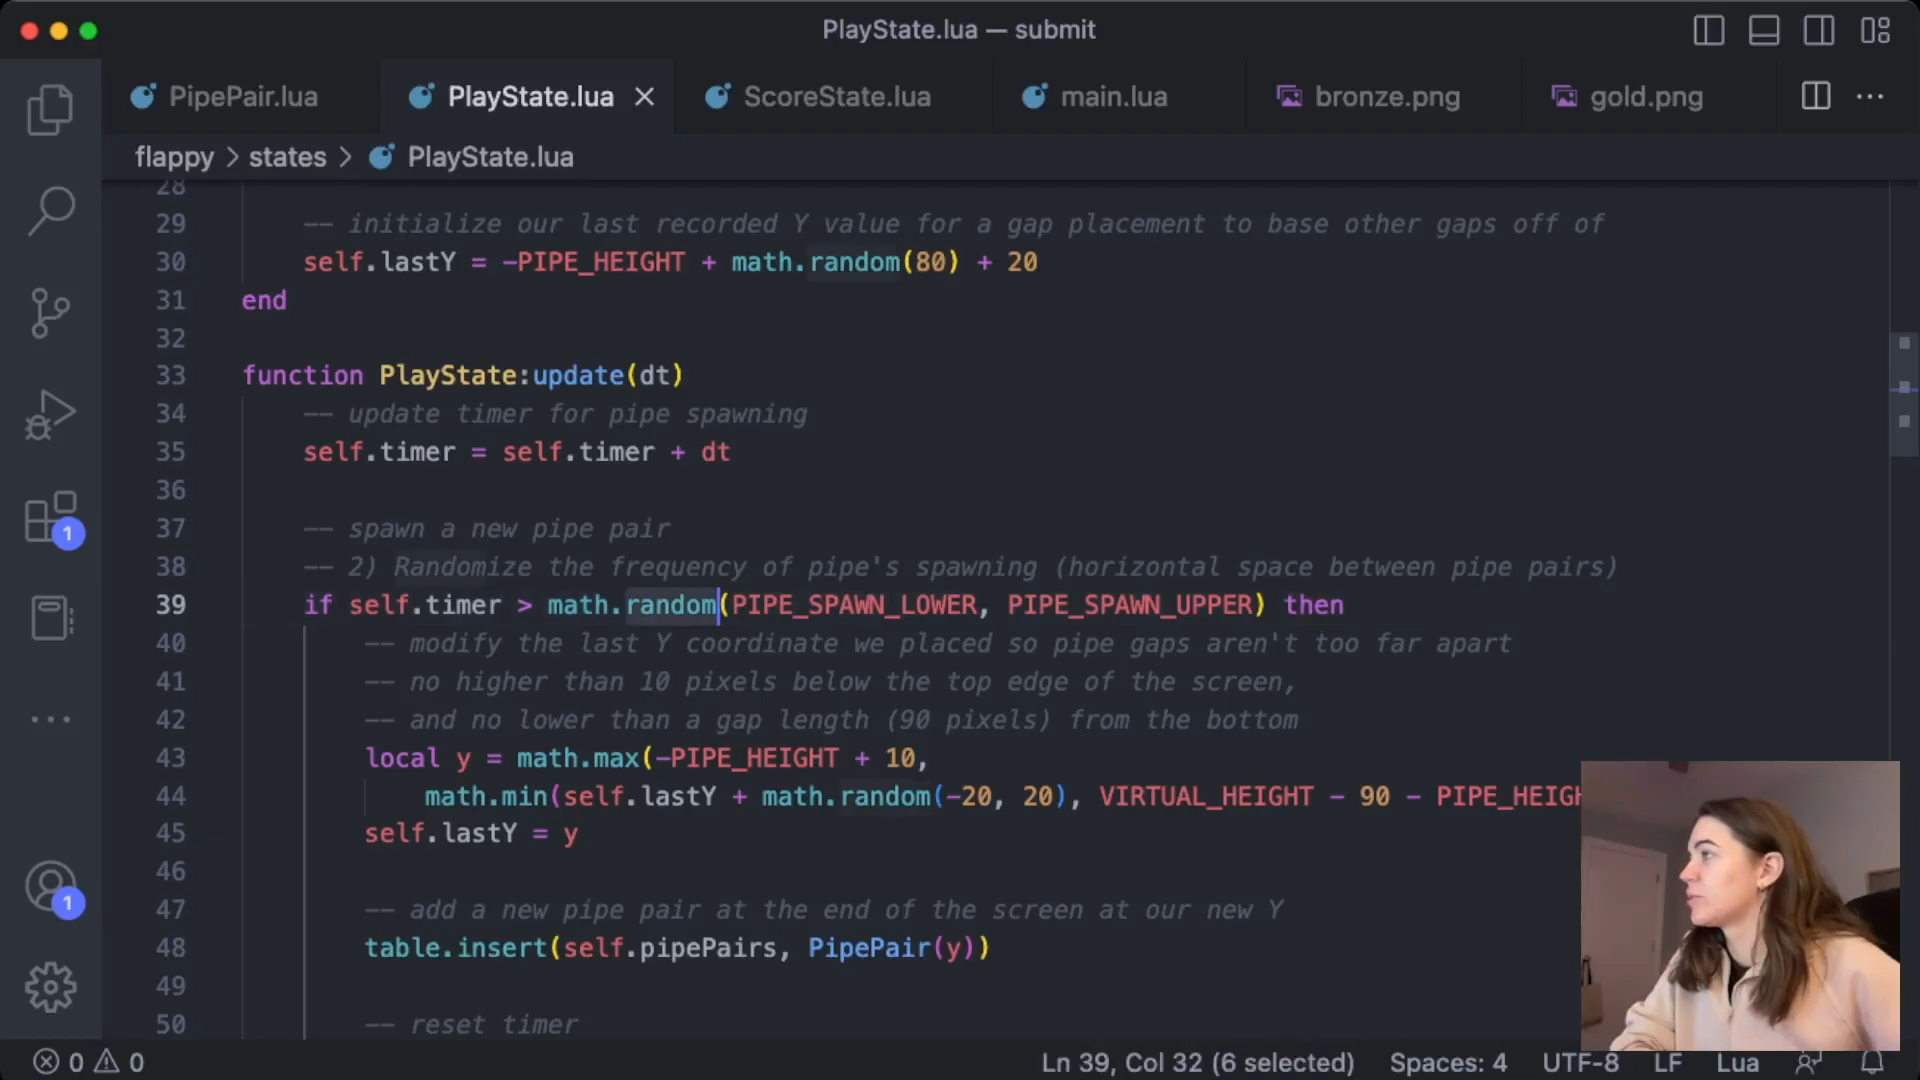 PlayState.lua — submit
PipePair.lua
PlayState.lua
ScoreState.lua
main.lua
bronze.png
gold.png
flappy > states > PlayState.lua
28
29 -- initialize our last recorded Y value for a gap placement to base other gaps off of
30 self.lastY = -PIPE_HEIGHT + math.random(80) + 20
31 end
32
33 function PlayState:update(dt)
34 -- update timer for pipe spawning
35 self.timer = self.timer + dt
36
37 -- spawn a new pipe pair
38 -- 2) Randomize the frequency of pipe's spawning (horizontal space between pipe pairs)
39 if self.timer > math.random(PIPE_SPAWN_LOWER, PIPE_SPAWN_UPPER) then
40 -- modify the last Y coordinate we placed so pipe gaps aren't too far apart
41 -- no higher than 10 pixels below the top edge of the screen,
42 -- and no lower than a gap length (90 pixels) from the bottom
43 local y = math.max(-PIPE_HEIGHT + 10,
44 math.min(self.lastY + math.random(-20, 20), VIRTUAL_HEIGHT - 90 - PIPE_HEIGH
45 self.lastY = y
46
47 -- add a new pipe pair at the end of the screen at our new Y
48 table.insert(self.pipePairs, PipePair(y))
49
50 -- reset timer
1
1
0 0
Ln 39, Col 32 (6 selected)
Spaces: 4
UTF-8
LF
Lua